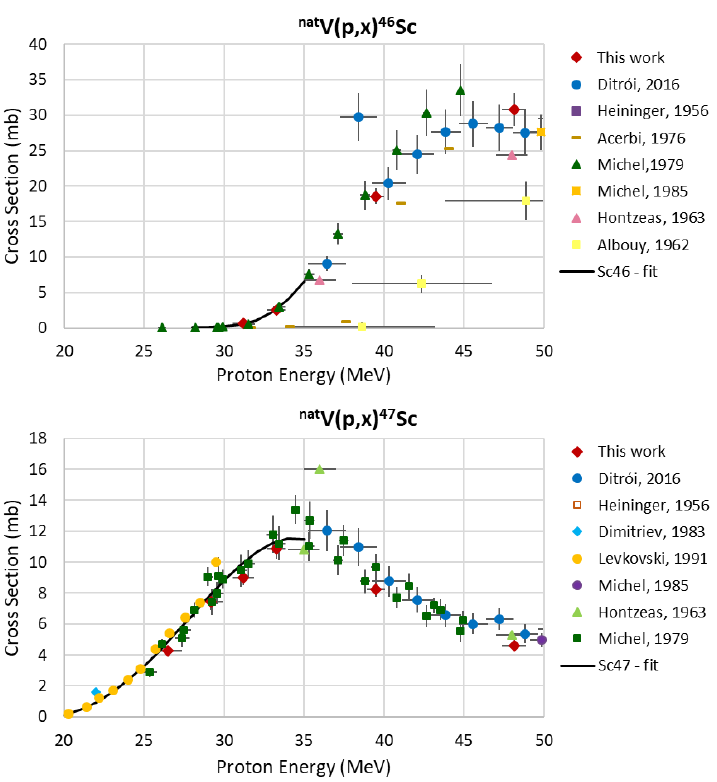 natV(p,x)46Sc
Cross Section (mb)
40
35
30
25
20
15
10
5
0
20 25 30 35 40 45 50
Proton Energy (MeV)
This work
Ditrói, 2016
Heininger, 1956
Acerbi, 1976
Michel,1979
Michel, 1985
Hontzeas, 1963
Albouy, 1962
Sc46 - fit
natV(p,x)47Sc
Cross Section (mb)
18
16
14
12
10
8
6
4
2
0
20 25 30 35 40 45 50
Proton Energy (MeV)
This work
Ditrói, 2016
Heininger, 1956
Dimitriev, 1983
Levkovski, 1991
Michel, 1985
Hontzeas, 1963
Michel, 1979
Sc47 - fit